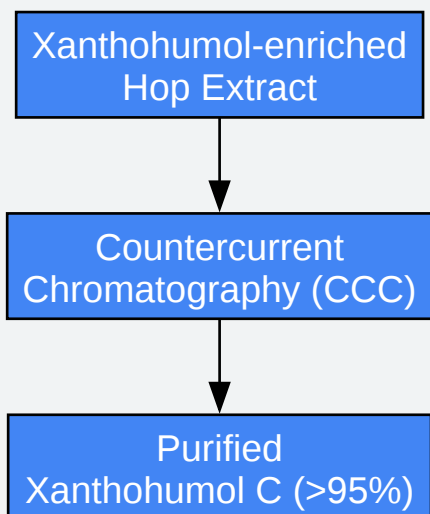 Xanthohumol-enriched
Hop Extract
Countercurrent
Chromatography (CCC)
Purified
Xanthohumol C (>95%)